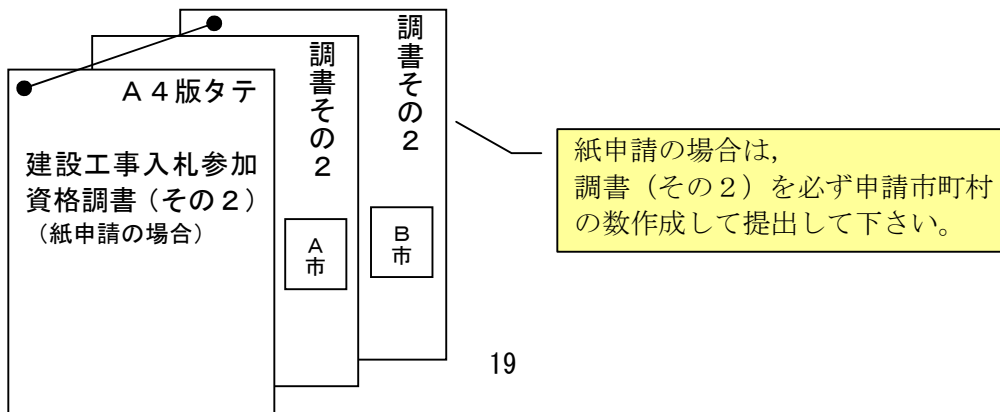 Ａ４版タテ
建設工事入札参加
資格調書（その２）
（紙申請の場合）
調書その２
Ａ市
調書その２
Ｂ市
紙申請の場合は，
調書（その２）を必ず申請市町村
の数作成して提出して下さい。
19